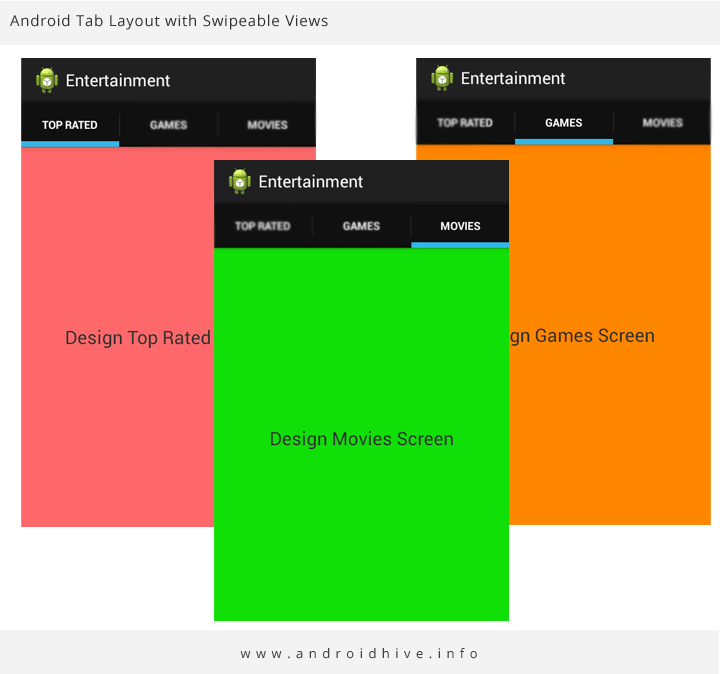 Android Tab Layout with Swipeable Views
Entertainment
TOP RATED GAMES MOVIES
Design Top Rated
Entertainment
TOP RATED GAMES MOVIES
gn Games Screen
Entertainment
TOP RATED GAMES MOVIES
Design Movies Screen
www.androidhive.info